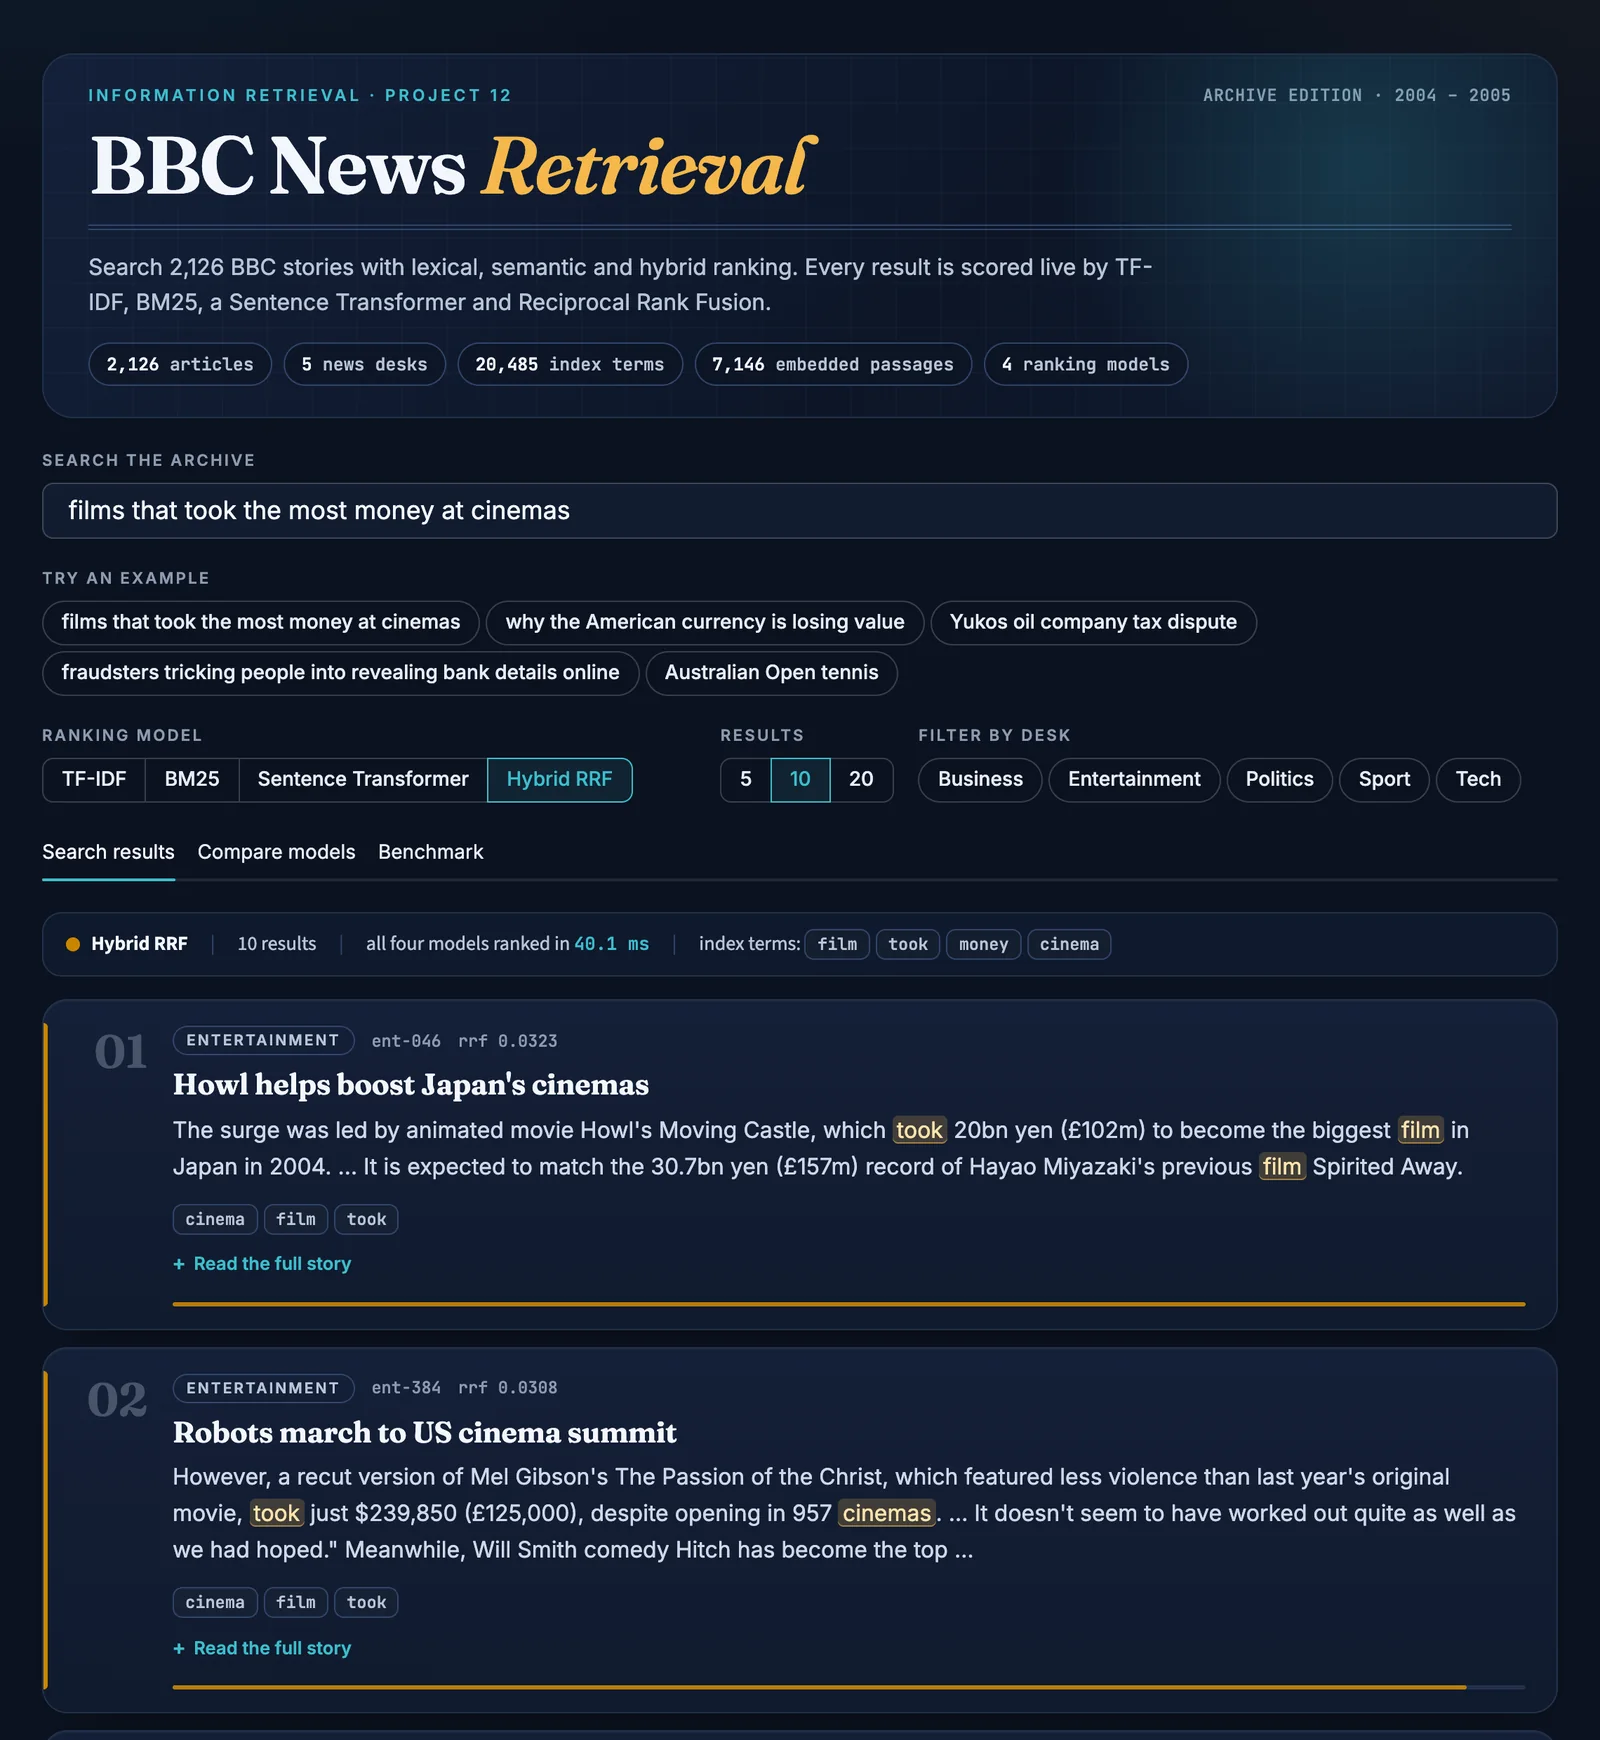 INFORMATION RETRIEVAL · PROJECT 12
ARCHIVE EDITION · 2004 – 2005
BBC News Retrieval
Search 2,126 BBC stories with lexical, semantic and hybrid ranking. Every result is scored live by TF-
IDF, BM25, a Sentence Transformer and Reciprocal Rank Fusion.
2,126 articles
5 news desks
20,485 index terms
7,146 embedded passages
4 ranking models
SEARCH THE ARCHIVE
films that took the most money at cinemas
TRY AN EXAMPLE
films that took the most money at cinemas
why the American currency is losing value
Yukos oil company tax dispute
fraudsters tricking people into revealing bank details online
Australian Open tennis
RANKING MODEL
TF-IDF
BM25
Sentence Transformer
Hybrid RRF
RESULTS
5
10
20
FILTER BY DESK
Business
Entertainment
Politics
Sport
Tech
Search results
Compare models
Benchmark
Hybrid RRF
10 results
all four models ranked in 40.1 ms
index terms: film took money cinema
01
ENTERTAINMENT ent-046 rrf 0.0323
Howl helps boost Japan's cinemas
The surge was led by animated movie Howl's Moving Castle, which took 20bn yen (£102m) to become the biggest film in
Japan in 2004. ... It is expected to match the 30.7bn yen (£157m) record of Hayao Miyazaki's previous film Spirited Away.
cinema film took
+ Read the full story
02
ENTERTAINMENT ent-384 rrf 0.0308
Robots march to US cinema summit
However, a recut version of Mel Gibson's The Passion of the Christ, which featured less violence than last year's original
movie, took just $239,850 (£125,000), despite opening in 957 cinemas. ... It doesn't seem to have worked out quite as well as
we had hoped." Meanwhile, Will Smith comedy Hitch has become the top ...
cinema film took
+ Read the full story